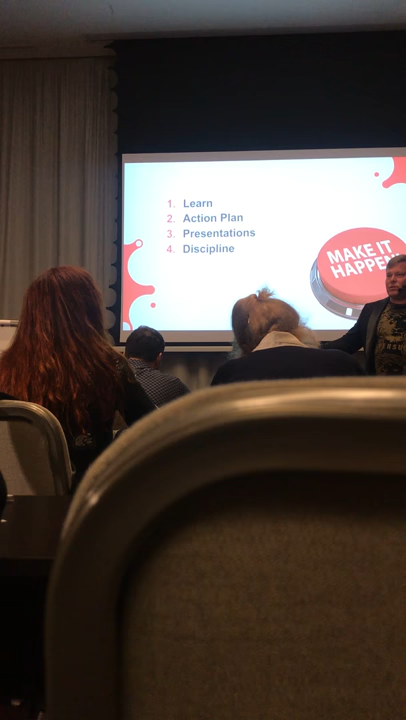 1. Learn
2. Action Plan
3. Presentations
4. Discipline
MAKE IT
HAPPEN